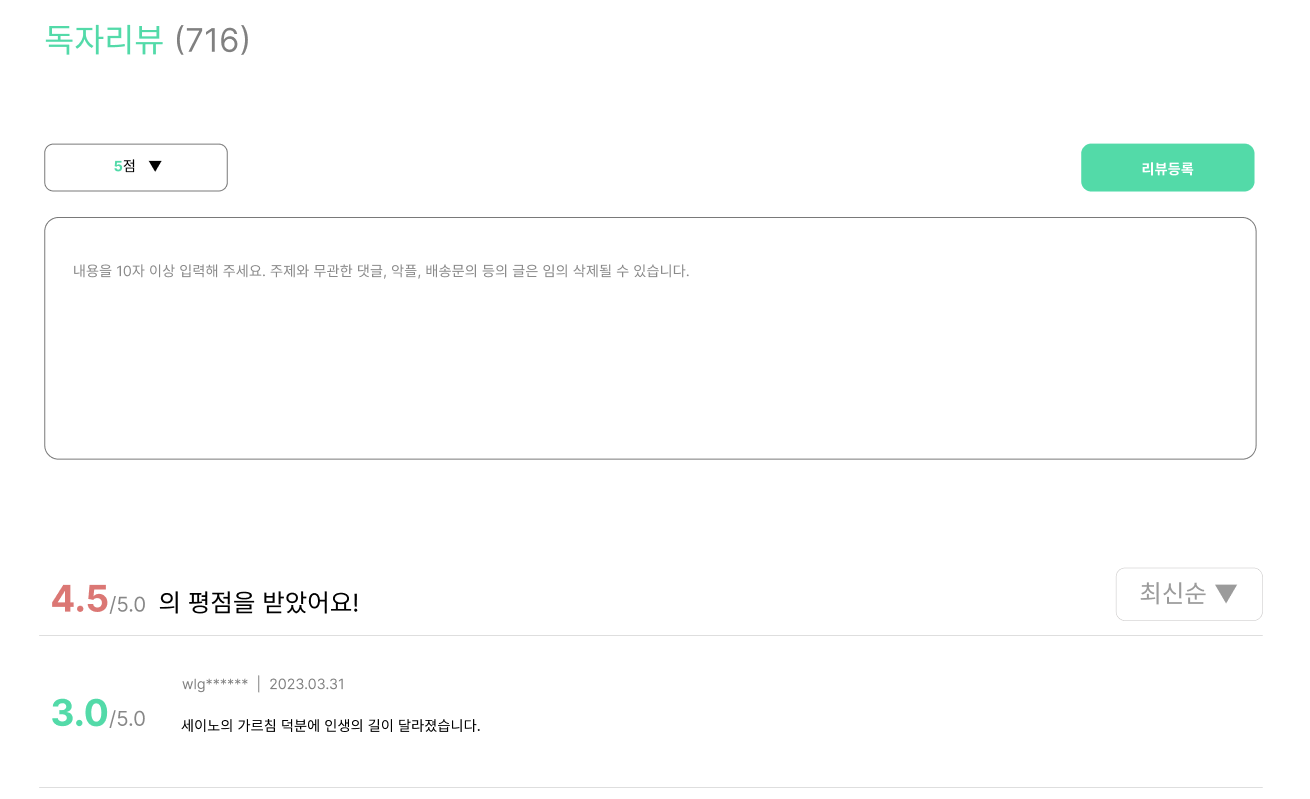 독자리뷰 (716)
5점 ▼
리뷰등록
내용을 10자 이상 입력해 주세요. 주제와 무관한 댓글, 악플, 배송문의 등의 글은 임의 삭제될 수 있습니다.
4.5/5.0 의 평점을 받았어요!
최신순 ▼
wlg****** | 2023.03.31
3.0/5.0
세이노의 가르침 덕분에 인생의 길이 달라졌습니다.